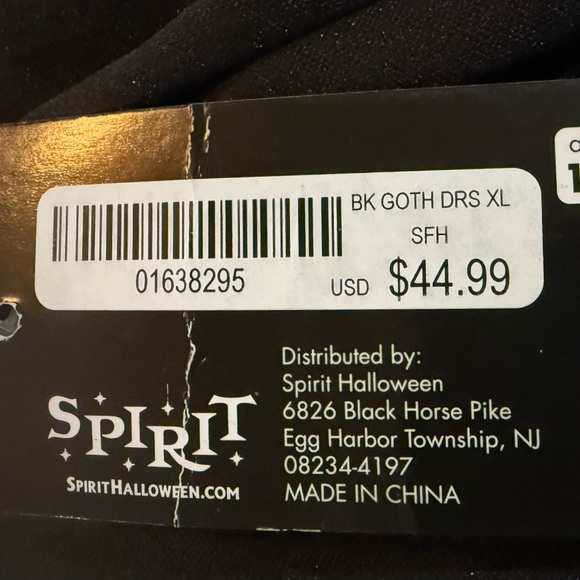 BK GOTH DRS XL
SFH
01638295
USD $44.99
Distributed by:
Spirit Halloween
6826 Black Horse Pike
Egg Harbor Township, NJ
08234-4197
MADE IN CHINA
SPIRIT
SPIRITHALLOWEEN.COM